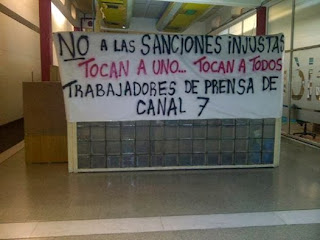 NO A LAS SANCIONES iNJUSTAS
TOCAN A UNO... TOCAN A TODOS
TRABAJADORES DE PRENSA DE
CANAL 7